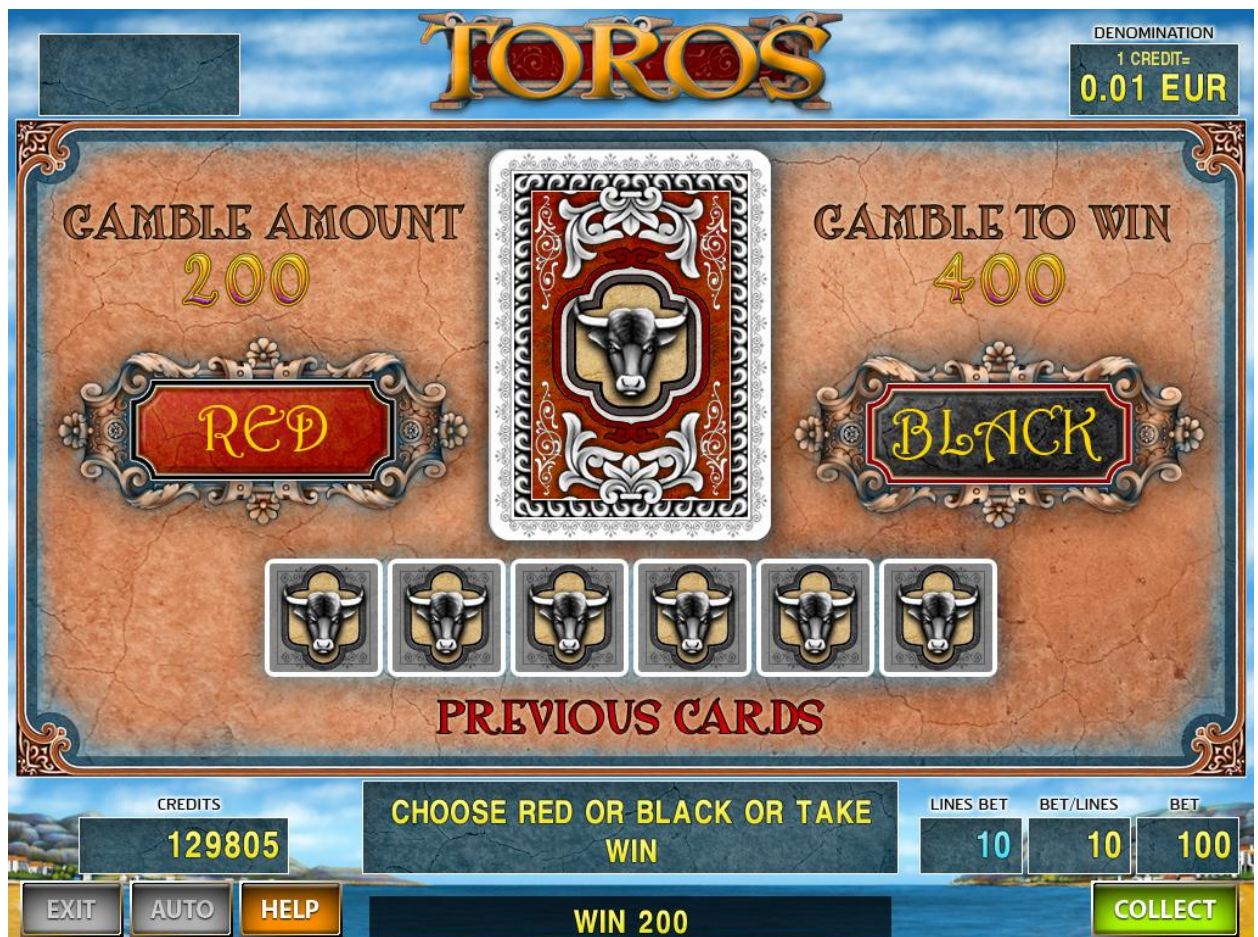 TOROS
DENOMINATION
1 CREDIT=
0.01 EUR
GAMBLE AMOUNT
200
GAMBLE TO WIN
400
RED
BLACK
PREVIOUS CARDS
CREDITS
129805
CHOOSE RED OR BLACK OR TAKE
WIN
LINES BET
10
BET/LINES
10
BET
100
EXIT
AUTO
HELP
WIN 200
COLLECT